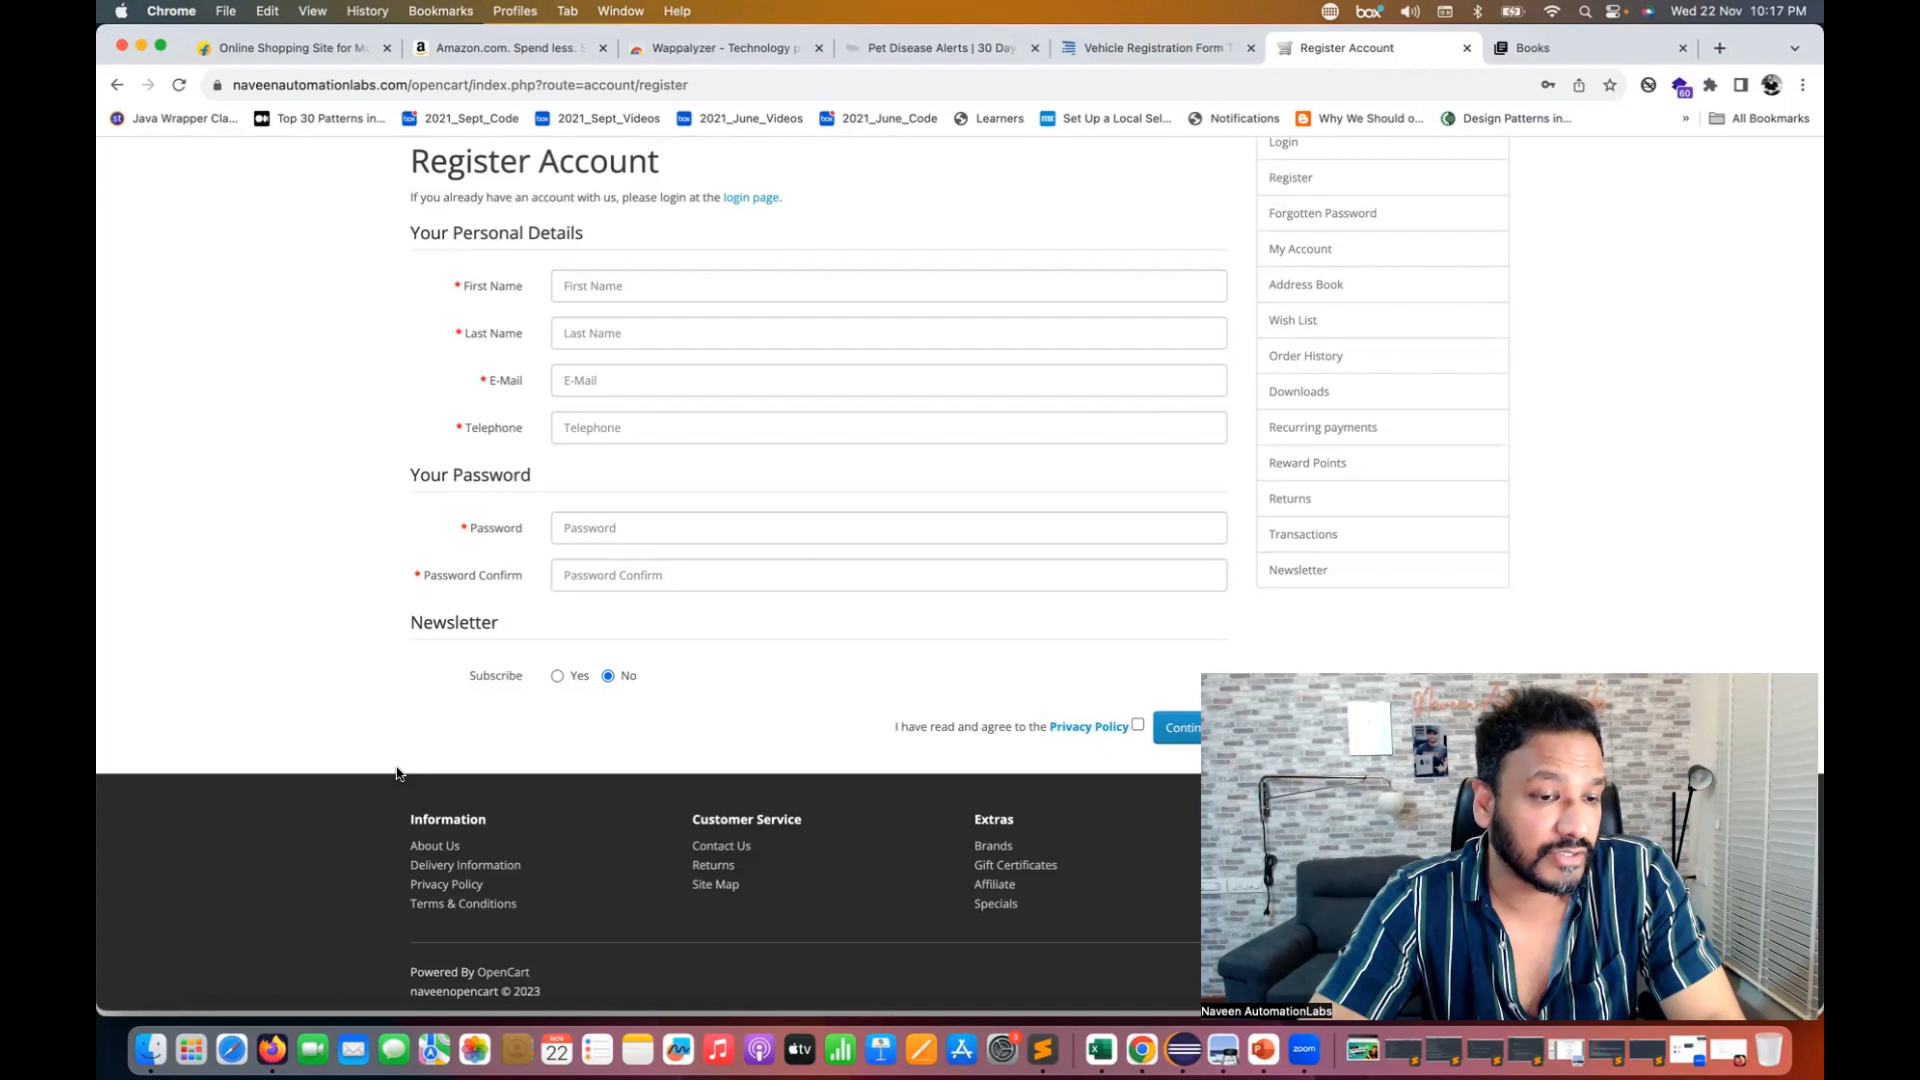 Chrome File Edit View History Bookmarks Profiles Tab Window Help box Wed 22 Nov 10:17 PM
Online Shopping Site for Mo Amazon.com. Spend less. S Wappalyzer - Technology p Pet Disease Alerts | 30 Day Vehicle Registration Form T Register Account Books
naveenautomationlabs.com/opencart/index.php?route=account/register 60
Java Wrapper Cla... Top 30 Patterns in... 2021_Sept_Code 2021_Sept_Videos 2021_June_Videos 2021_June_Code Learners Set Up a Local Sel... Notifications Why We Should o... Design Patterns in... » All Bookmarks
Register Account
If you already have an account with us, please login at the login page.
Your Personal Details
* First Name First Name
* Last Name Last Name
* E-Mail E-Mail
* Telephone Telephone
Your Password
* Password Password
* Password Confirm Password Confirm
Newsletter
Subscribe Yes No
I have read and agree to the Privacy Policy Contin
Login
Register
Forgotten Password
My Account
Address Book
Wish List
Order History
Downloads
Recurring payments
Reward Points
Returns
Transactions
Newsletter
Information
About Us
Delivery Information
Privacy Policy
Terms & Conditions
Customer Service
Contact Us
Returns
Site Map
Extras
Brands
Gift Certificates
Affiliate
Specials
Powered By OpenCart
naveenopencart © 2023
Naveen AutomationLabs
NOV
22
tv
zoom